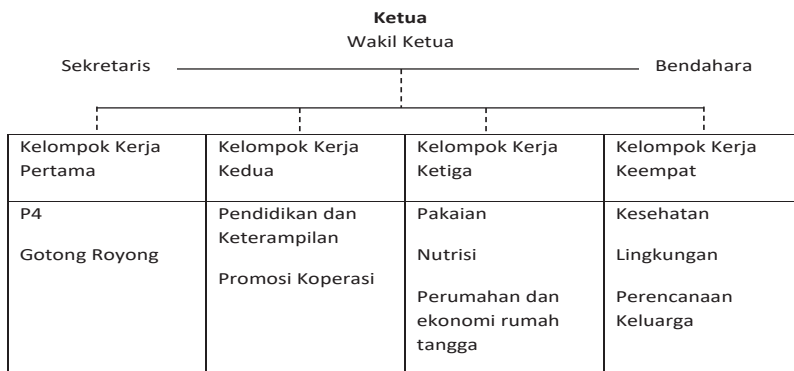 Ketua
Wakil Ketua
Sekretaris
Bendahara
Kelompok Kerja
Pertama
Kelompok Kerja
Kedua
Kelompok Kerja
Ketiga
Kelompok Kerja
Keempat
P4
Gotong Royong
Pendidikan dan
Keterampilan
Promosi Koperasi
Pakaian
Nutrisi
Perumahan dan
ekonomi rumah
tangga
Kesehatan
Lingkungan
Perencanaan
Keluarga